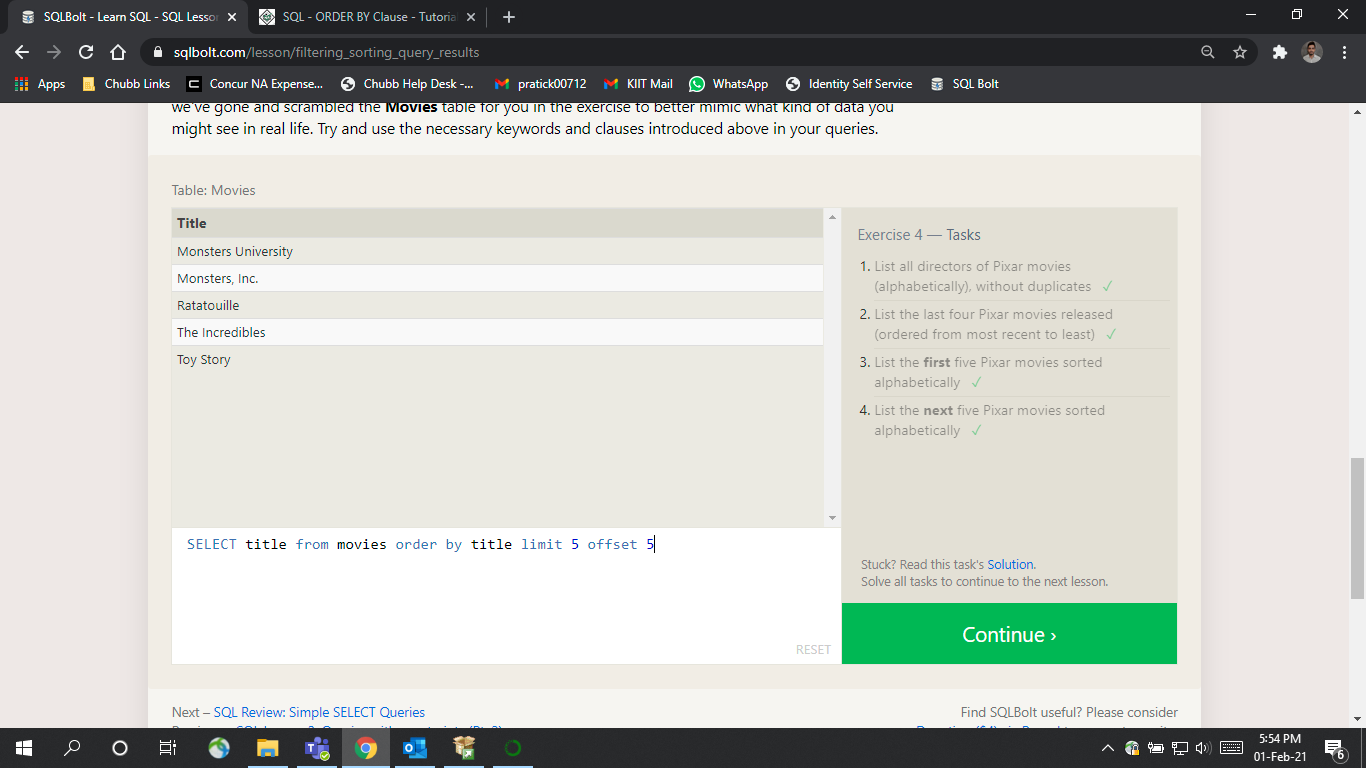 SQLBolt - Learn SQL - SQL Lesson
SQL - ORDER BY Clause - Tutoria
sqlbolt.com/lesson/filtering_sorting_query_results
Apps
Chubb Links
Concur NA Expense...
Chubb Help Desk -...
pratick00712
KIIT Mail
WhatsApp
Identity Self Service
SQL Bolt
we've gone and scrambled the Movies table for you in the exercise to better mimic what kind of data you
might see in real life. Try and use the necessary keywords and clauses introduced above in your queries.
Table: Movies
Title
Monsters University
Monsters, Inc.
Ratatouille
The Incredibles
Toy Story
SELECT title from movies order by title limit 5 offset 5
RESET
Exercise 4 — Tasks
1. List all directors of Pixar movies
(alphabetically), without duplicates ✓
2. List the last four Pixar movies released
(ordered from most recent to least) ✓
3. List the first five Pixar movies sorted
alphabetically ✓
4. List the next five Pixar movies sorted
alphabetically ✓
Stuck? Read this task's Solution.
Solve all tasks to continue to the next lesson.
Continue ›
Next – SQL Review: Simple SELECT Queries
Find SQLBolt useful? Please consider
5:54 PM
01-Feb-21
6